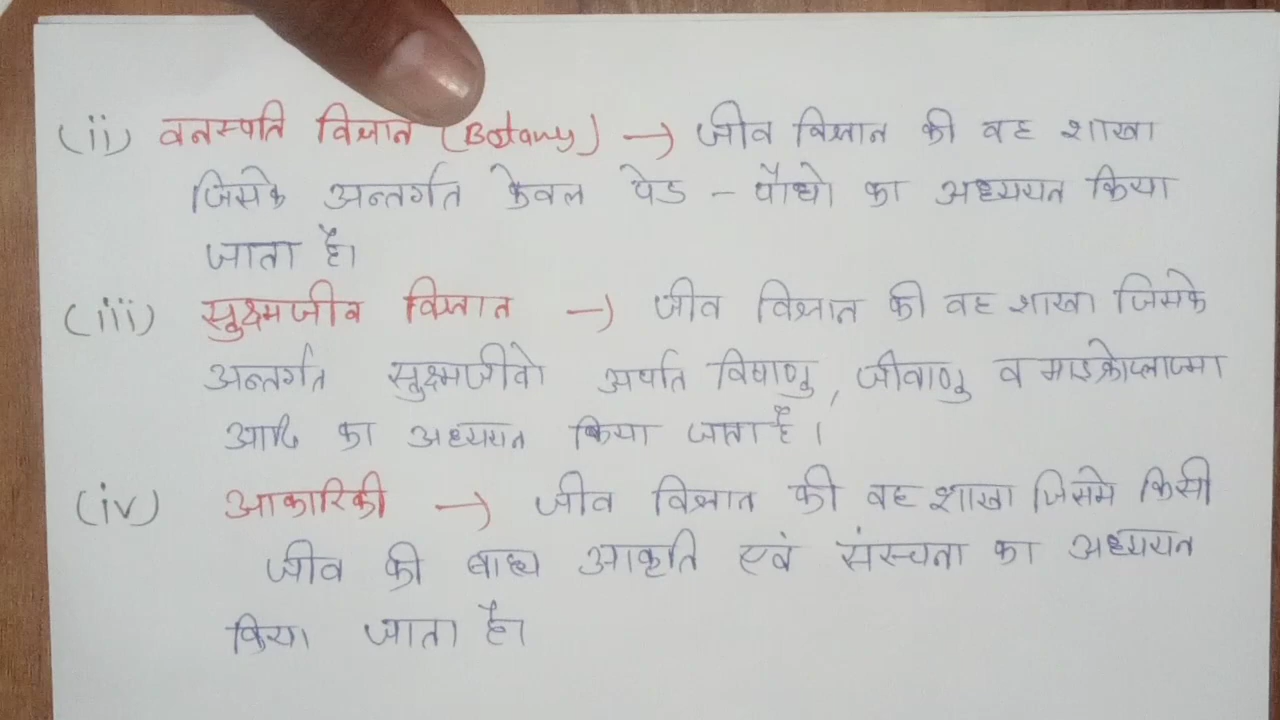 (ii) वनस्पति विज्ञान (Botany) → जीव विज्ञान की वह शाखा
जिसके अन्तर्गत केवल पेड - पौधो का अध्ययन किया
जाता है।
(iii) सुक्ष्मजीव विज्ञान → जीव विज्ञान की वह शाखा जिसके
अन्तर्गत सुक्ष्मजीवो अर्थात विषाणु, जीवाणु व माइक्रोप्लाज्मा
आदि का अध्ययन किया जाता है।
(iv) आकारिकी → जीव विज्ञान की वह शाखा जिसमे किसी
जीव की बाह्य आकृति एवं संरचना का अध्ययन
किया जाता है।